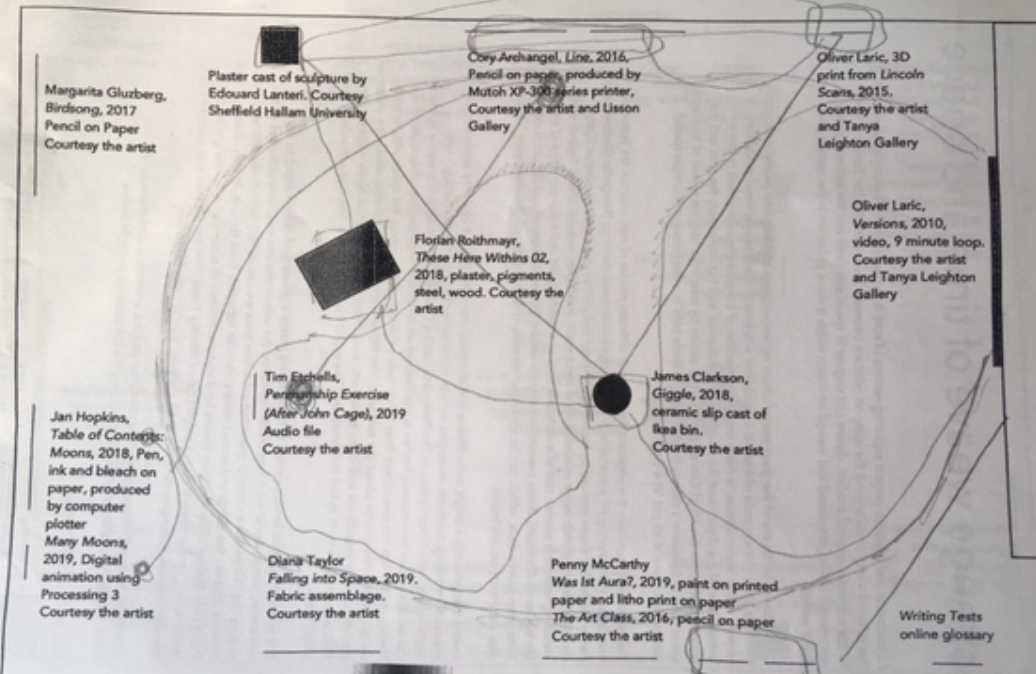 Margarita Gluzberg,
Birdsong, 2017
Pencil on Paper
Courtesy the artist
Plaster cast of sculpture by
Edouard Lanteri. Courtesy
Sheffield Hallam University
Cory Archangel, Line, 2016,
Pencil on paper, produced by
Mutoh XP-300 series printer,
Courtesy the artist and Lisson
Gallery
Oliver Laric, 3D
print from Lincoln
Scans, 2015.
Courtesy the artist
and Tanya
Leighton Gallery
Oliver Laric,
Versions, 2010,
video, 9 minute loop.
Courtesy the artist
and Tanya Leighton
Gallery
Florian Roithmayr,
These Here Withins 02,
2018, plaster, pigments,
steel, wood. Courtesy the
artist
Tim Etchells,
Penmanship Exercise
(After John Cage), 2019
Audio file
Courtesy the artist
James Clarkson,
Giggle, 2018,
ceramic slip cast of
Ikea bin.
Courtesy the artist
Jan Hopkins,
Table of Contents:
Moons, 2018, Pen,
ink and bleach on
paper, produced
by computer
plotter
Many Moons,
2019, Digital
animation using
Processing 3
Courtesy the artist
Diana Taylor
Falling into Space, 2019.
Fabric assemblage.
Courtesy the artist
Penny McCarthy
Was Ist Aura?, 2019, paint on printed
paper and litho print on paper
The Art Class, 2016, pencil on paper
Courtesy the artist
Writing Tests
online glossary